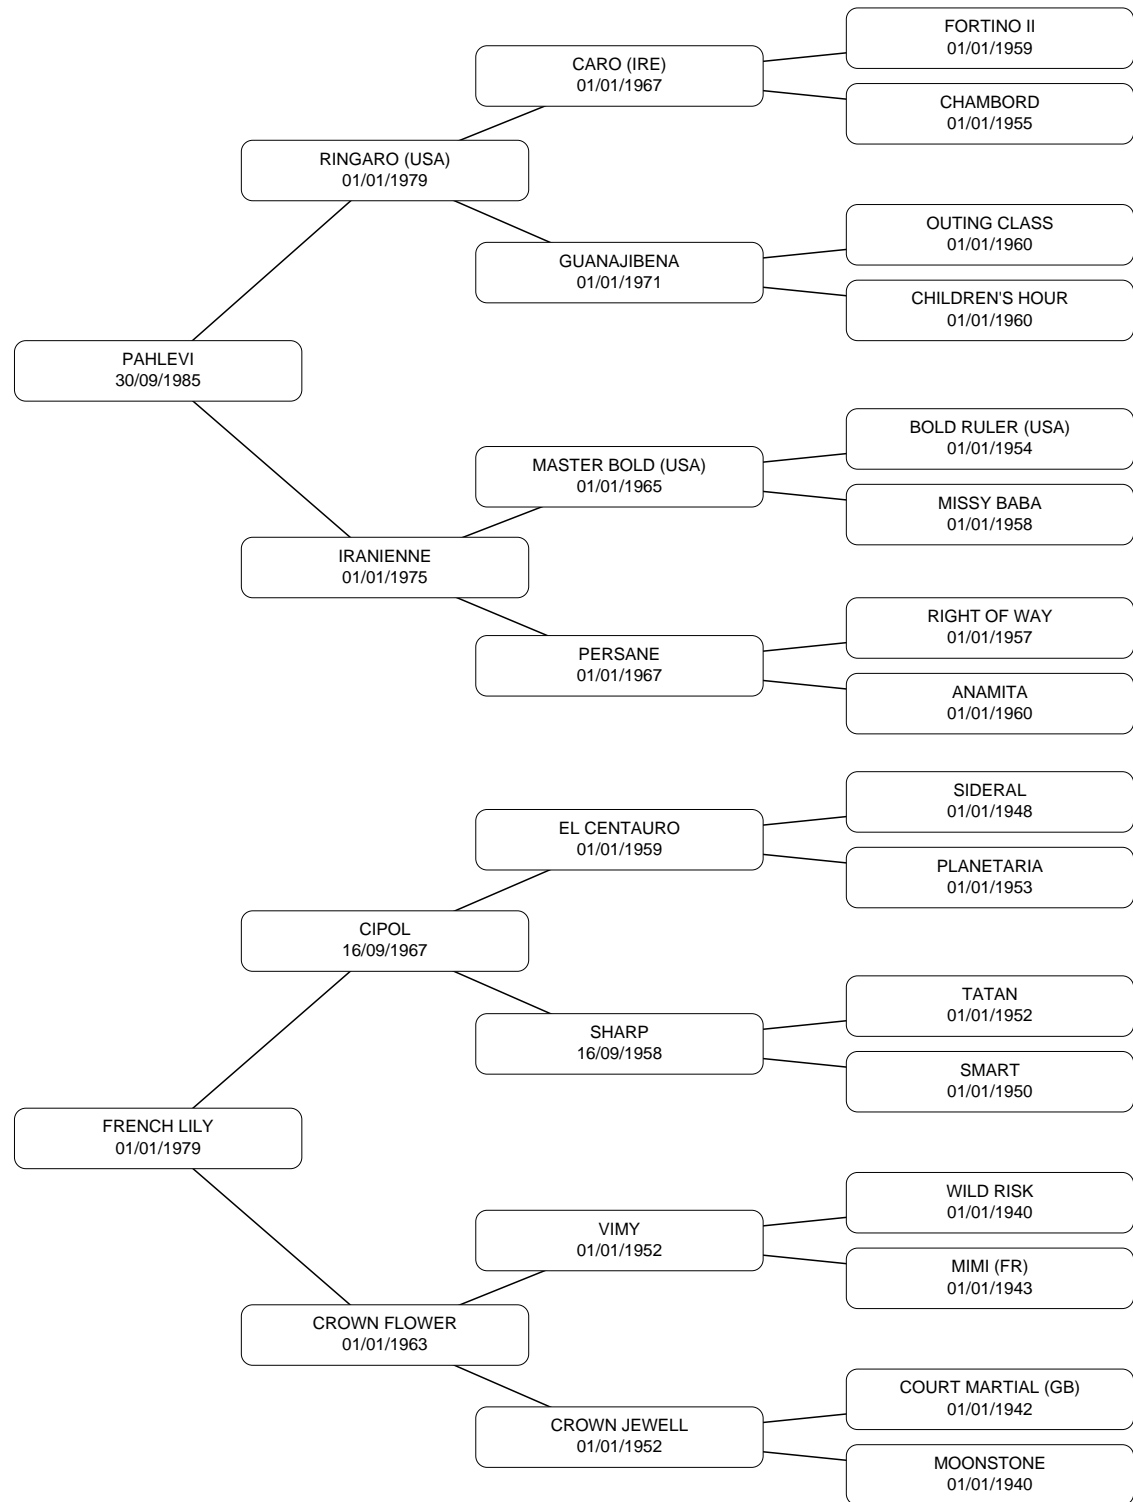 FORTINO II
01/01/1959
CARO (IRE)
01/01/1967
CHAMBORD
01/01/1955
RINGARO (USA)
01/01/1979
OUTING CLASS
01/01/1960
GUANAJIBENA
01/01/1971
CHILDREN'S HOUR
01/01/1960
PAHLEVI
30/09/1985
BOLD RULER (USA)
01/01/1954
MASTER BOLD (USA)
01/01/1965
MISSY BABA
01/01/1958
IRANIENNE
01/01/1975
RIGHT OF WAY
01/01/1957
PERSANE
01/01/1967
ANAMITA
01/01/1960
SIDERAL
01/01/1948
EL CENTAURO
01/01/1959
PLANETARIA
01/01/1953
CIPOL
16/09/1967
TATAN
01/01/1952
SHARP
16/09/1958
SMART
01/01/1950
FRENCH LILY
01/01/1979
WILD RISK
01/01/1940
VIMY
01/01/1952
MIMI (FR)
01/01/1943
CROWN FLOWER
01/01/1963
COURT MARTIAL (GB)
01/01/1942
CROWN JEWELL
01/01/1952
MOONSTONE
01/01/1940